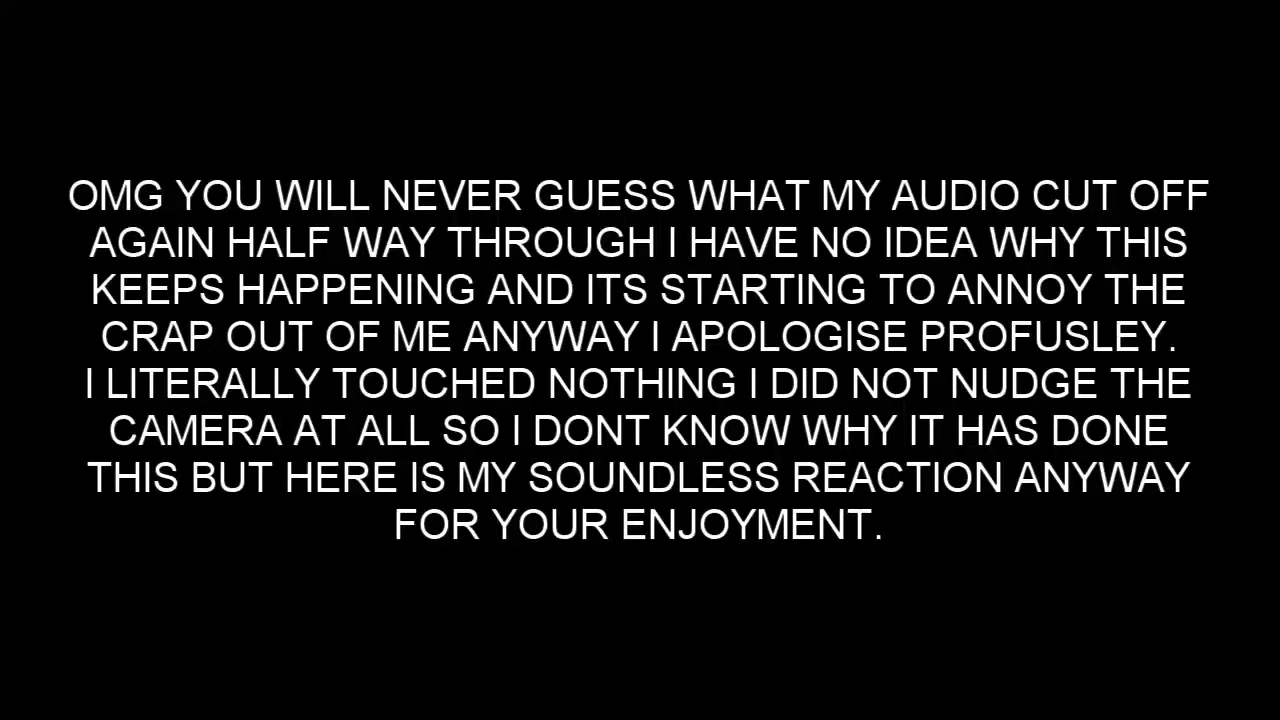 OMG YOU WILL NEVER GUESS WHAT MY AUDIO CUT OFF
AGAIN HALF WAY THROUGH I HAVE NO IDEA WHY THIS
KEEPS HAPPENING AND ITS STARTING TO ANNOY THE
CRAP OUT OF ME ANYWAY I APOLOGISE PROFUSLEY.
I LITERALLY TOUCHED NOTHING I DID NOT NUDGE THE
CAMERA AT ALL SO I DONT KNOW WHY IT HAS DONE
THIS BUT HERE IS MY SOUNDLESS REACTION ANYWAY
FOR YOUR ENJOYMENT.